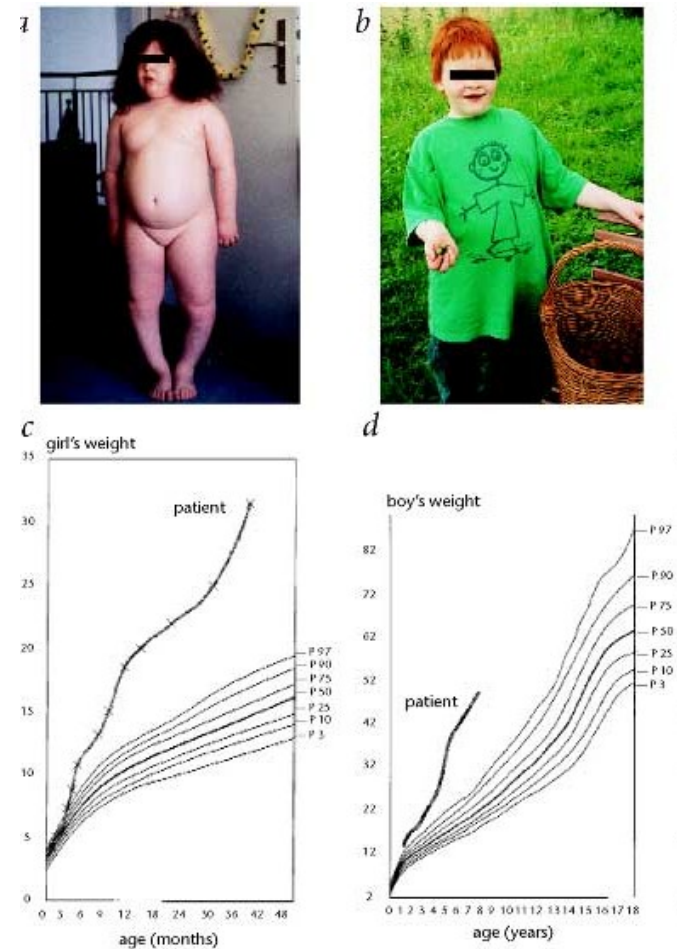 a
b
c
girl's weight
35
30
25
20
15
10
5
0
patient
P 97
P 90
P 75
P 50
P 25
P 10
P 3
0 3 6 9 12 18 24 30 36 42 48
age (months)
d
boy's weight
82
72
62
52
42
32
22
12
2
patient
P 97
P 90
P 75
P 50
P 25
P 10
P 3
0 1 2 3 4 5 6 7 8 9 10 11 12 13 14 15 16 17 18
age (years)